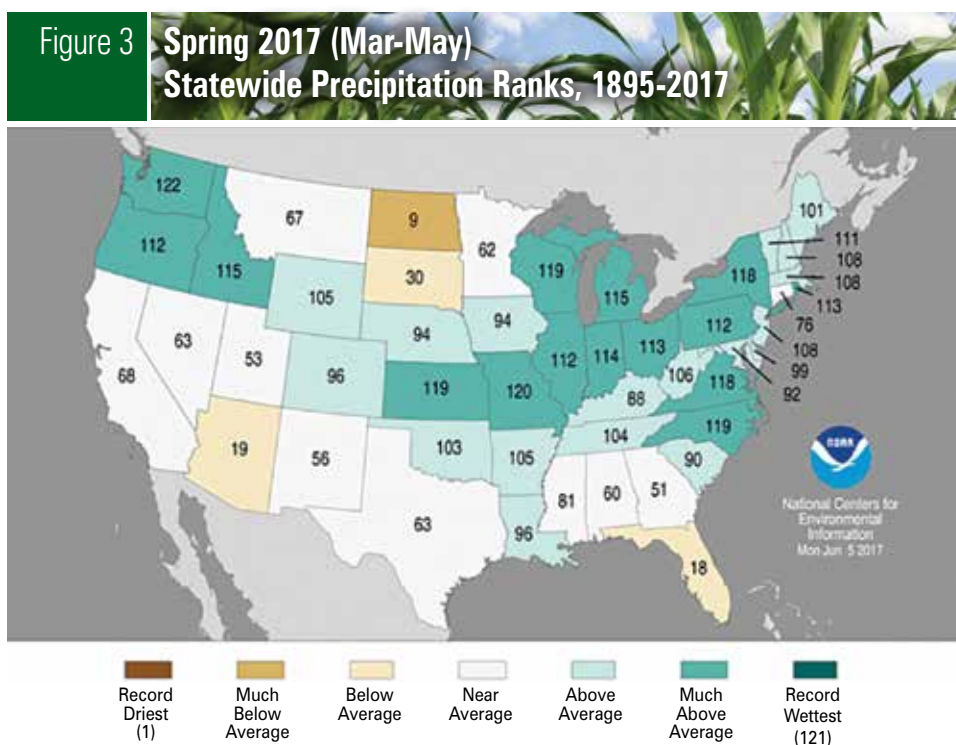 Figure 3
Spring 2017 (Mar-May)
Statewide Precipitation Ranks, 1895-2017
122
67
9
62
101
112
115
105
30
119
115
118
111
108
108
113
76
108
99
92
94
94
112
114
113
112
106
118
68
63
53
96
119
120
88
119
19
56
103
105
104
90
63
96
81
60
51
18
NOAA
National Centers for
Environmental
Information
Mon Jun 5 2017
Record
Driest
(1)
Much
Below
Average
Below
Average
Near
Average
Above
Average
Much
Above
Average
Record
Wettest
(121)